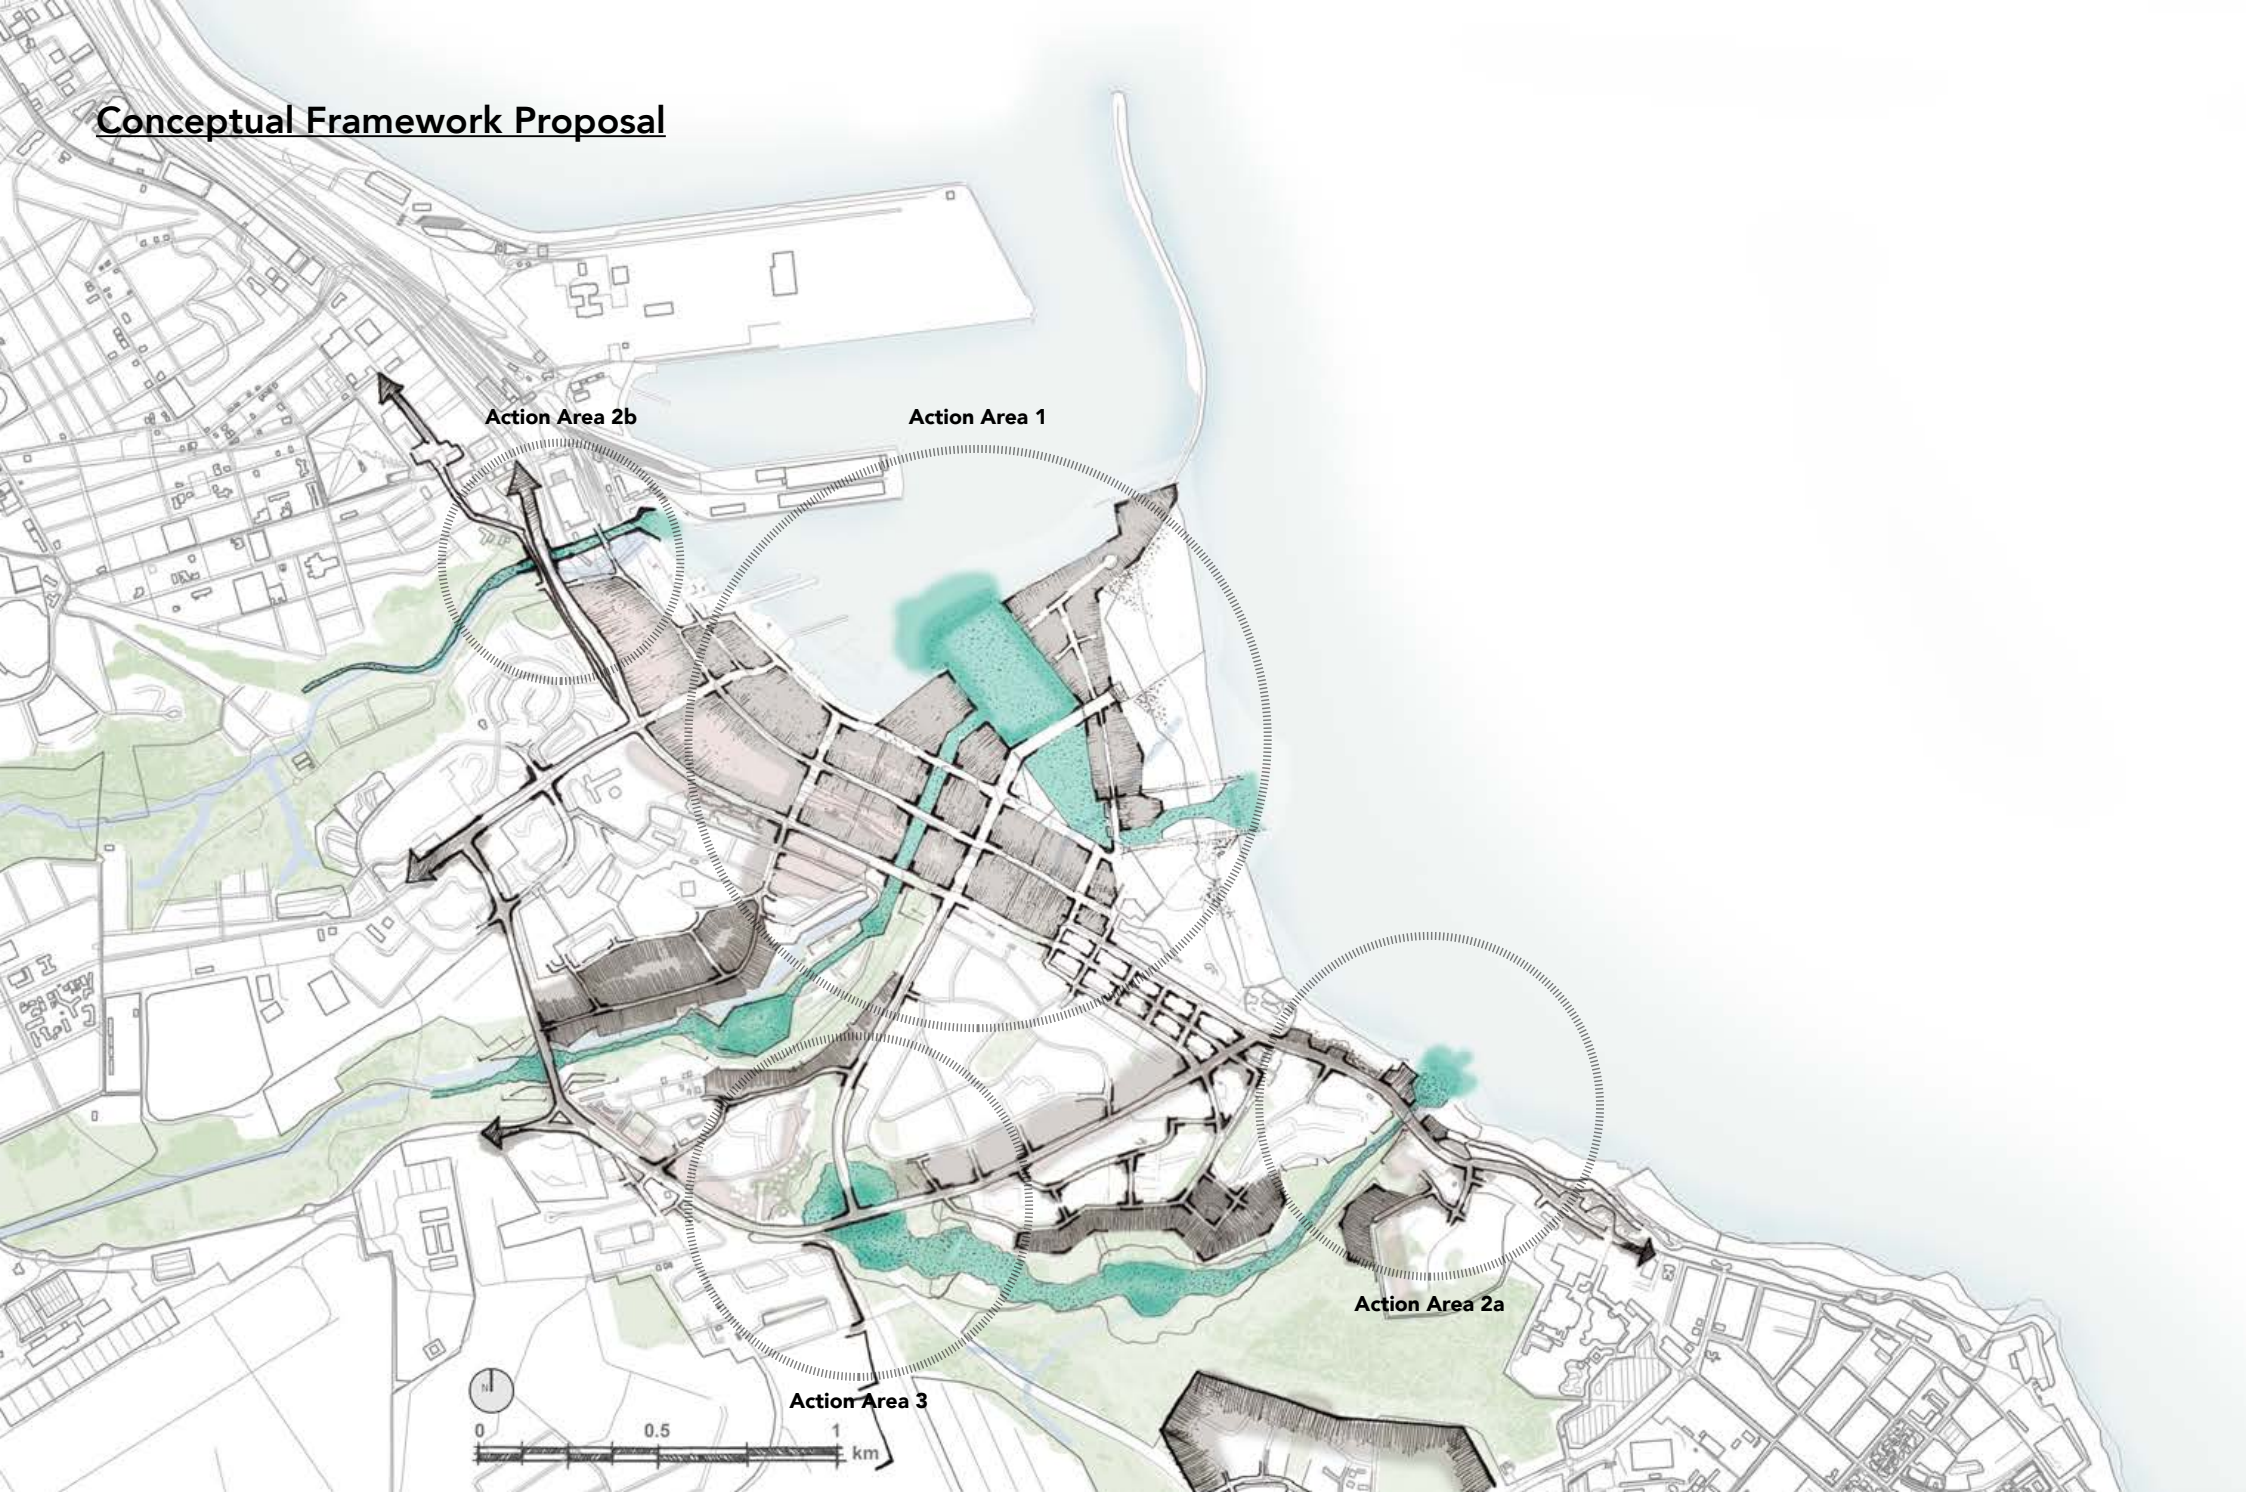 Conceptual Framework Proposal
Action Area 2b
Action Area 1
Action Area 2a
Action Area 3
N
0 0.5 1
km